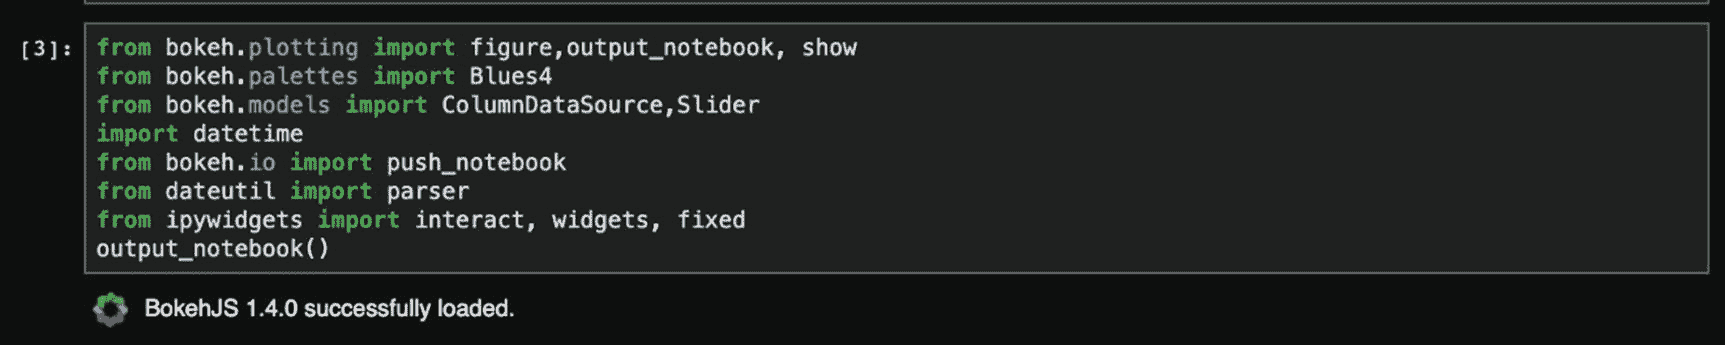 [3]:
from bokeh.plotting import figure,output_notebook, show
from bokeh.palettes import Blues4
from bokeh.models import ColumnDataSource,Slider
import datetime
from bokeh.io import push_notebook
from dateutil import parser
from ipywidgets import interact, widgets, fixed
output_notebook()
BokehJS 1.4.0 successfully loaded.